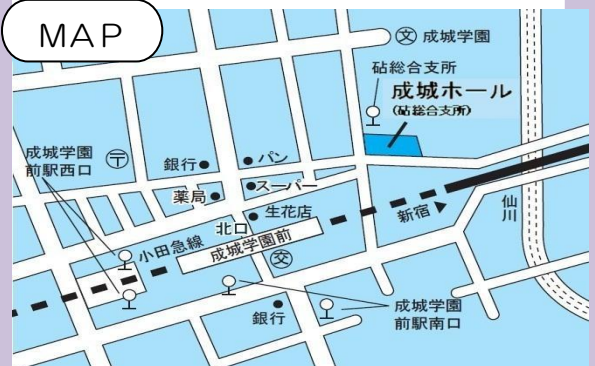 MAP
文 成城学園
砧総合支所
成城ホール
(砧総合支所)
成城学園
前駅西口
〒
銀行
パン
スーパー
薬局
生花店
北口
小田急線
成城学園前
交
新宿
仙川
銀行
成城学園
前駅南口